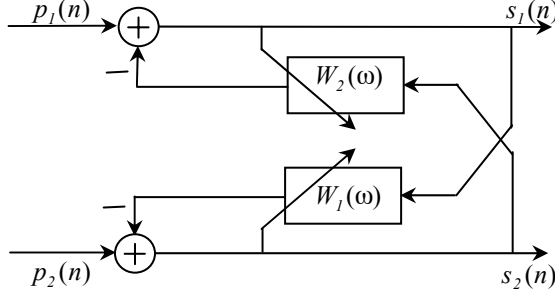 p₁(n) s₁(n)
+
–
W₂(ω)
W₁(ω)
–
+
p₂(n) s₂(n)